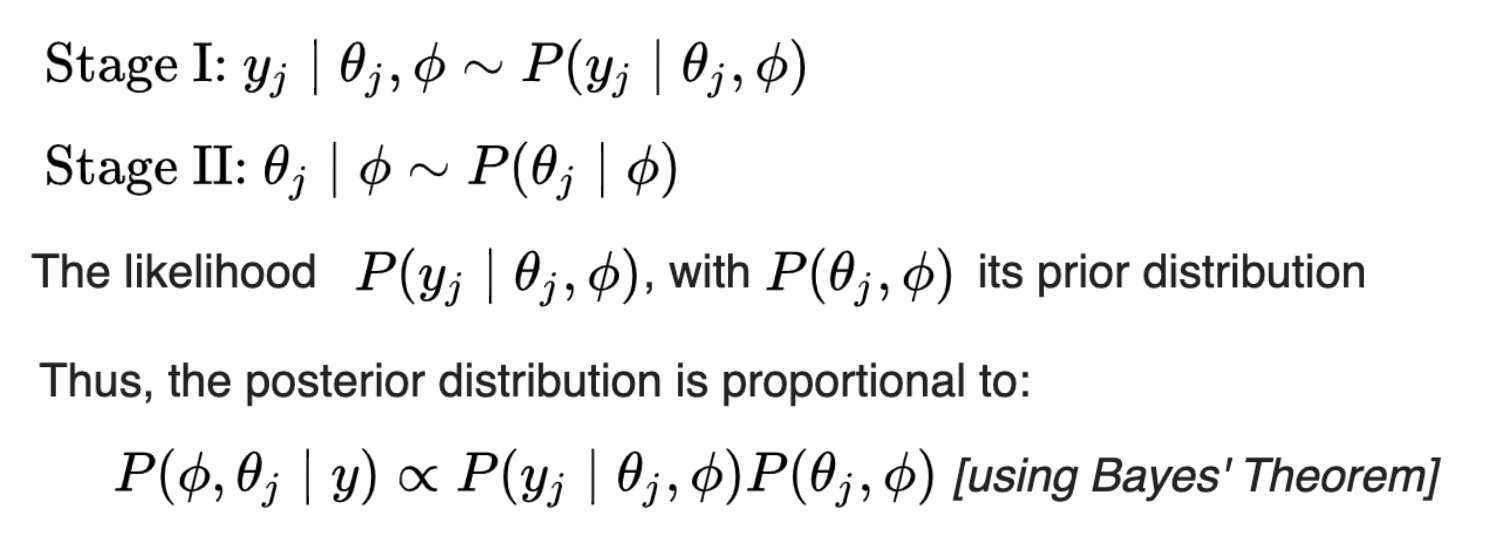 Stage I: y_j | θ_j, ϕ ∼ P(y_j | θ_j, ϕ)
Stage II: θ_j | ϕ ∼ P(θ_j | ϕ)
The likelihood P(y_j | θ_j, ϕ), with P(θ_j, ϕ) its prior distribution
Thus, the posterior distribution is proportional to:
P(ϕ, θ_j | y) ∝ P(y_j | θ_j, ϕ)P(θ_j, ϕ) [using Bayes' Theorem]